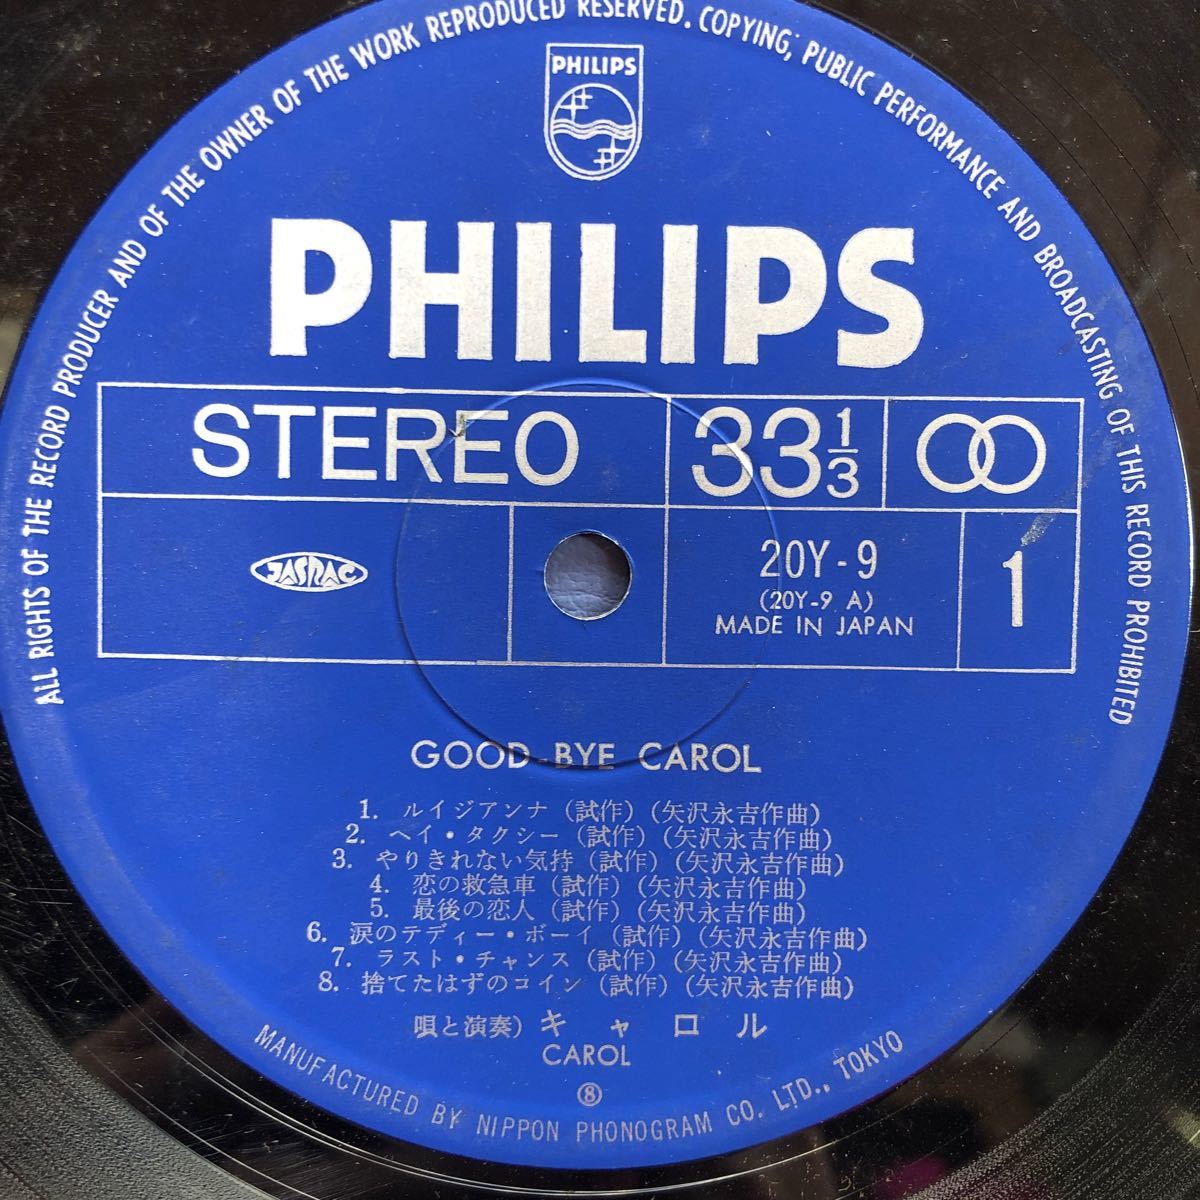 ALL RIGHTS OF THE RECORD PRODUCER AND OF THE OWNER OF THE WORK REPRODUCED RESERVED. COPYING, PUBLIC PERFORMANCE AND BROADCASTING OF THIS RECORD PROHIBITED
PHILIPS
PHILIPS
STEREO 33 1/3
JASRAC
20Y-9 1
(20Y-9 A)
MADE IN JAPAN
GOOD-BYE CAROL
1. ルイジアンナ (試作) (矢沢永吉作曲)
2. ヘイ・タクシー (試作) (矢沢永吉作曲)
3. やりきれない気持 (試作) (矢沢永吉作曲)
4. 恋の救急車 (試作) (矢沢永吉作曲)
5. 最後の恋人 (試作) (矢沢永吉作曲)
6. 涙のテディー・ボーイ (試作) (矢沢永吉作曲)
7. ラスト・チャンス (試作) (矢沢永吉作曲)
8. 捨てたはずのコイン (試作) (矢沢永吉作曲)
唄と演奏) キャロル
CAROL
⑧
MANUFACTURED BY NIPPON PHONOGRAM CO. LTD., TOKYO